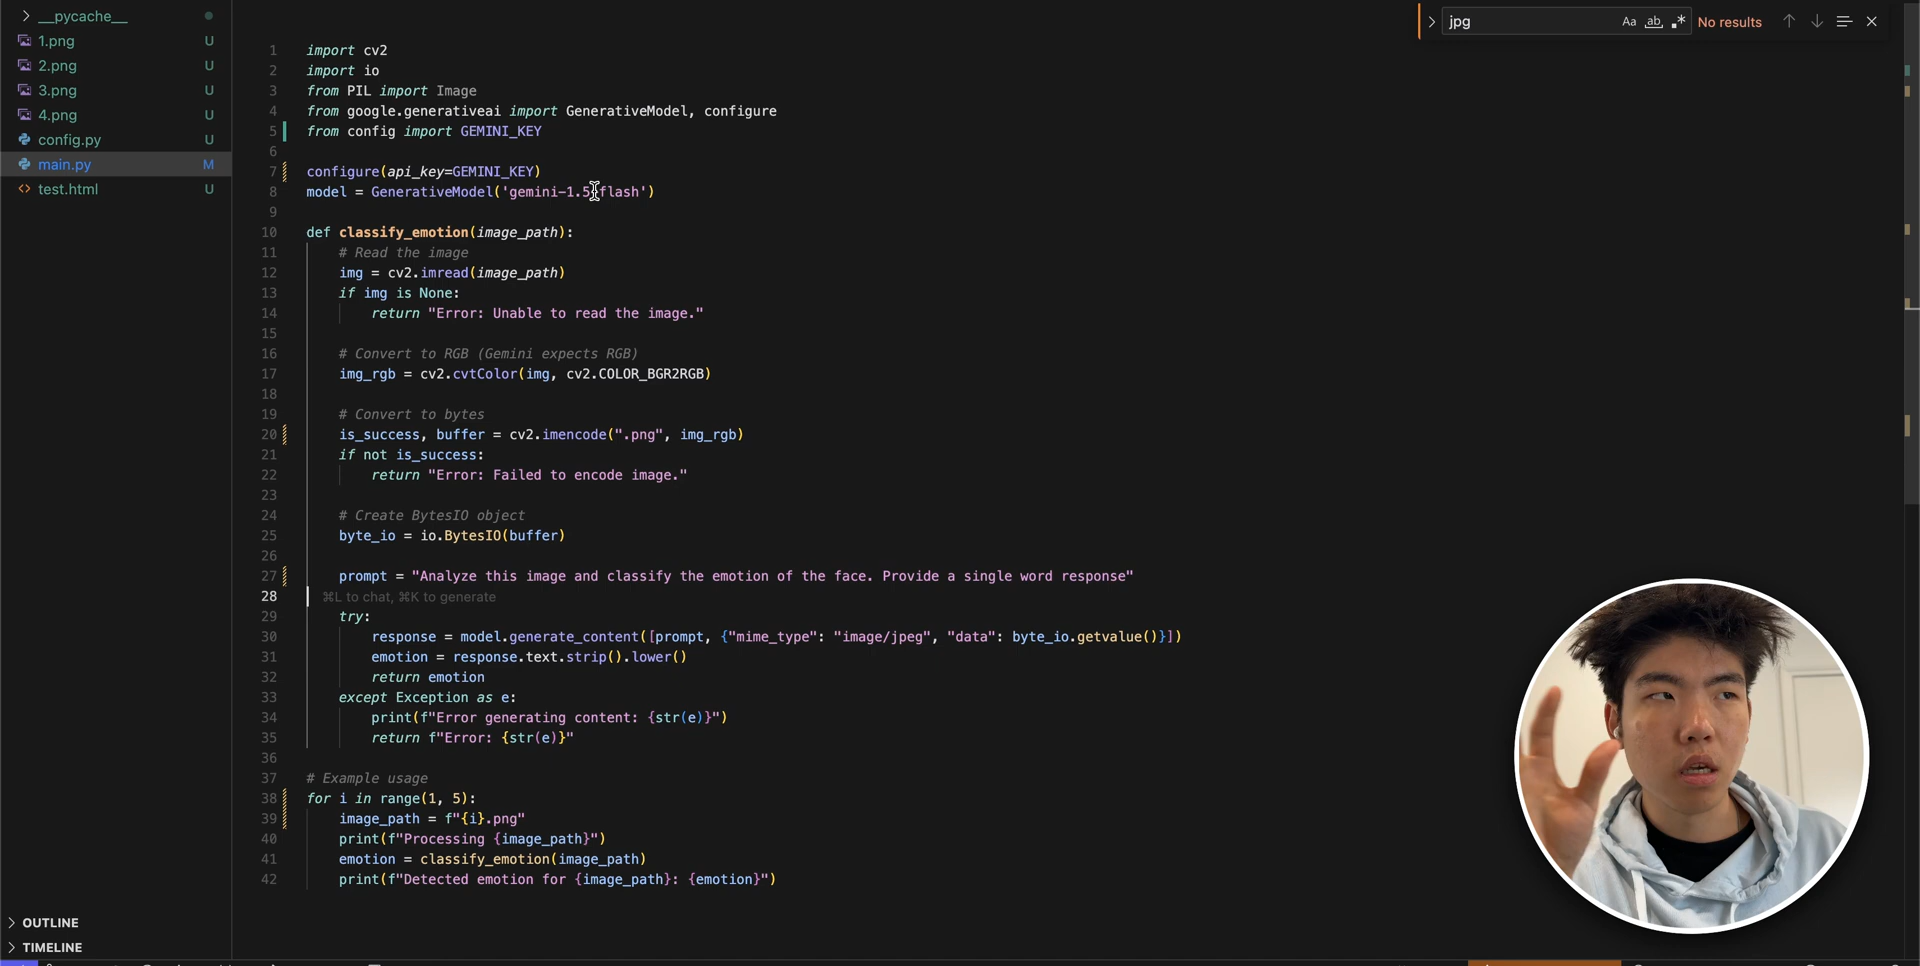 __pycache__
1.png U
2.png U
3.png U
4.png U
config.py U
main.py M
test.html U
OUTLINE
TIMELINE
jpg Aa ab No results
1 import cv2
2 import io
3 from PIL import Image
4 from google.generativeai import GenerativeModel, configure
5 from config import GEMINI_KEY
6
7 configure(api_key=GEMINI_KEY)
8 model = GenerativeModel('gemini-1.5-flash')
9
10 def classify_emotion(image_path):
11 # Read the image
12 img = cv2.imread(image_path)
13 if img is None:
14 return "Error: Unable to read the image."
15
16 # Convert to RGB (Gemini expects RGB)
17 img_rgb = cv2.cvtColor(img, cv2.COLOR_BGR2RGB)
18
19 # Convert to bytes
20 is_success, buffer = cv2.imencode(".png", img_rgb)
21 if not is_success:
22 return "Error: Failed to encode image."
23
24 # Create BytesIO object
25 byte_io = io.BytesIO(buffer)
26
27 prompt = "Analyze this image and classify the emotion of the face. Provide a single word response"
28 ⌘L to chat, ⌘K to generate
29 try:
30 response = model.generate_content([prompt, {"mime_type": "image/jpeg", "data": byte_io.getvalue()}])
31 emotion = response.text.strip().lower()
32 return emotion
33 except Exception as e:
34 print(f"Error generating content: {str(e)}")
35 return f"Error: {str(e)}"
36
37 # Example usage
38 for i in range(1, 5):
39 image_path = f"{i}.png"
40 print(f"Processing {image_path}")
41 emotion = classify_emotion(image_path)
42 print(f"Detected emotion for {image_path}: {emotion}")